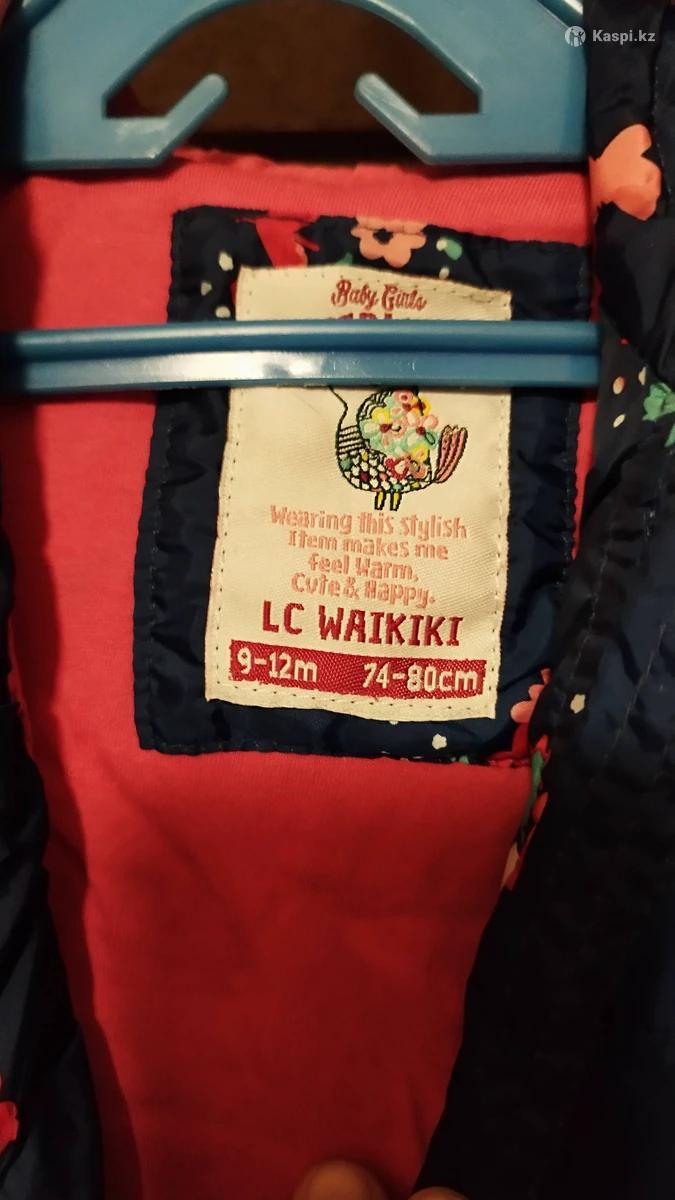 Kaspi.kz
Baby Girls
Wearing this stylish
Item makes me
feel Warm,
Cute & Happy.
LC WAIKIKI
9-12m 74-80cm